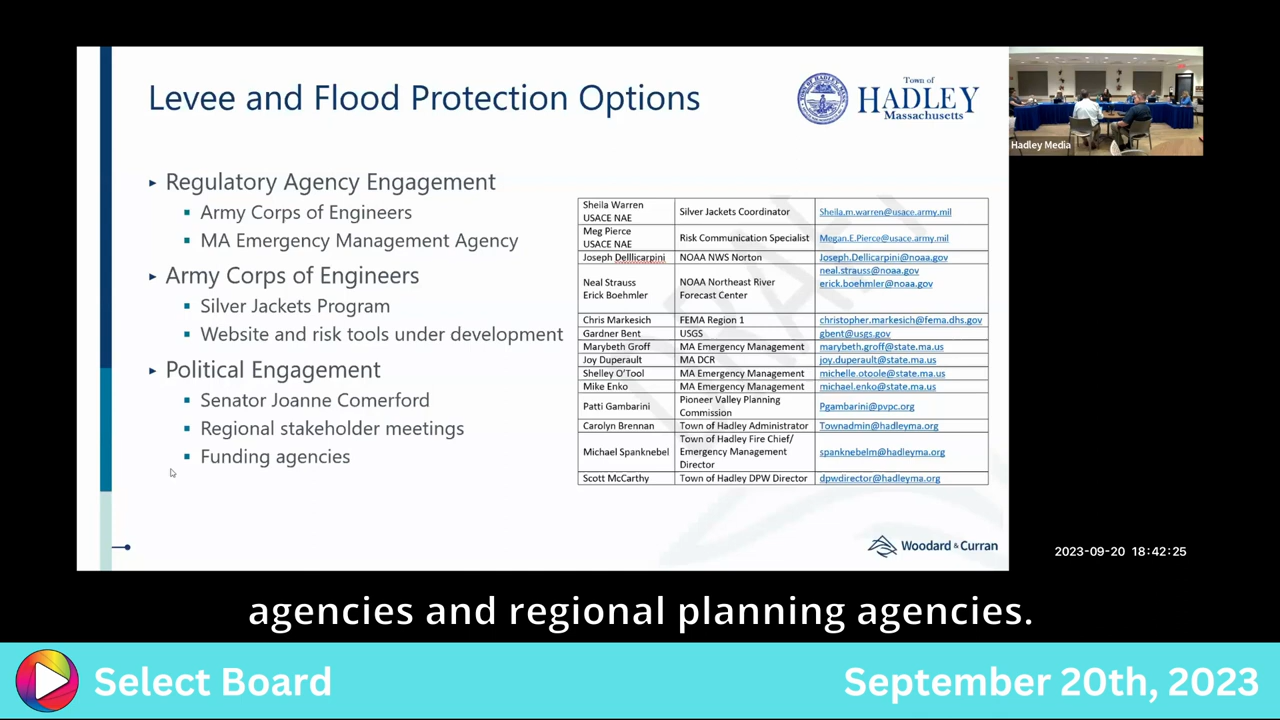 Levee and Flood Protection Options
Town of
HADLEY
Massachusetts
Hadley Media
▸ Regulatory Agency Engagement
▪ Army Corps of Engineers
▪ MA Emergency Management Agency
▸ Army Corps of Engineers
▪ Silver Jackets Program
▪ Website and risk tools under development
▸ Political Engagement
▪ Senator Joanne Comerford
▪ Regional stakeholder meetings
▪ Funding agencies
Sheila Warren
USACE NAE
Silver Jackets Coordinator
Sheila.m.warren@usace.army.mil
Meg Pierce
USACE NAE
Risk Communication Specialist
Megan.E.Pierce@usace.army.mil
Joseph Delllicarpini
NOAA NWS Norton
Joseph.Dellicarpini@noaa.gov
Neal Strauss
Erick Boehmler
NOAA Northeast River
Forecast Center
neal.strauss@noaa.gov
erick.boehmler@noaa.gov
Chris Markesich
FEMA Region 1
christopher.markesich@fema.dhs.gov
Gardner Bent
USGS
gbent@usgs.gov
Marybeth Groff
MA Emergency Management
marybeth.groff@state.ma.us
Joy Duperault
MA DCR
joy.duperault@state.ma.us
Shelley O'Tool
MA Emergency Management
michelle.otoole@state.ma.us
Mike Enko
MA Emergency Management
michael.enko@state.ma.us
Patti Gambarini
Pioneer Valley Planning
Commission
Pgambarini@pvpc.org
Carolyn Brennan
Town of Hadley Administrator
Townadmin@hadleyma.org
Michael Spanknebel
Town of Hadley Fire Chief/
Emergency Management
Director
spanknebelm@hadleyma.org
Scott McCarthy
Town of Hadley DPW Director
dpwdirector@hadleyma.org
Woodard & Curran
2023-09-20 18:42:25
agencies and regional planning agencies.
Select Board
September 20th, 2023